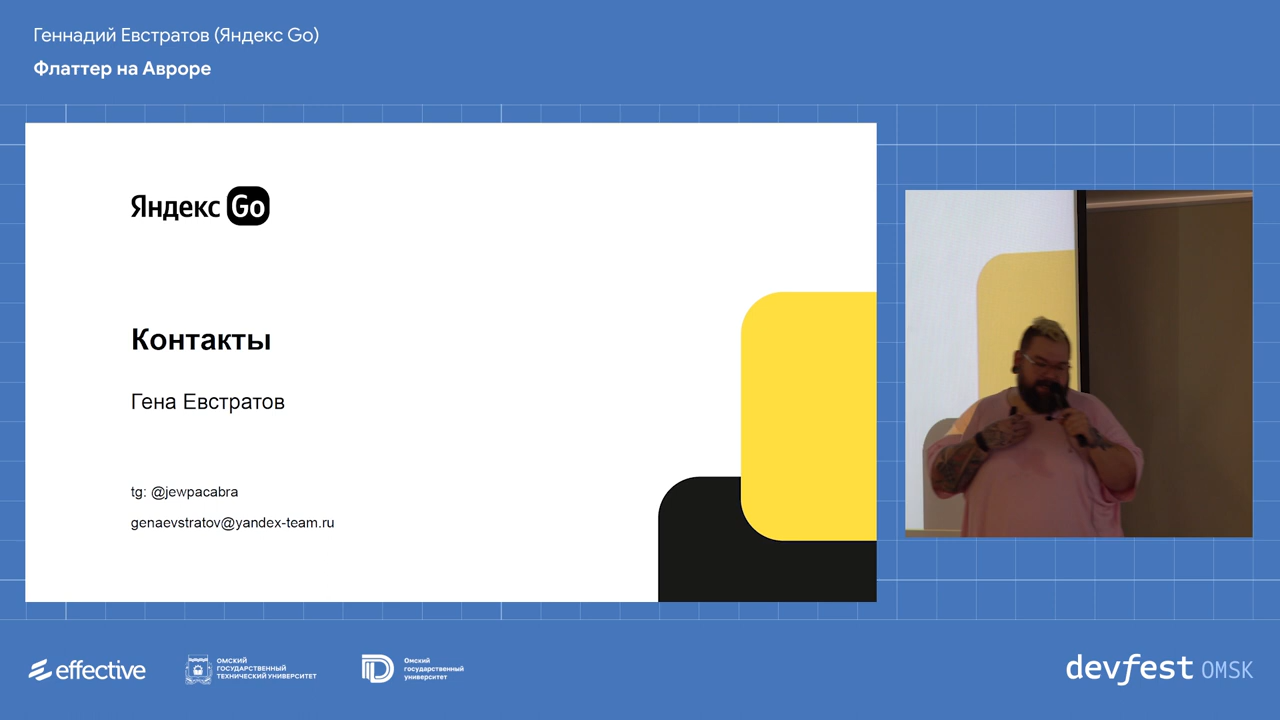 Геннадий Евстратов (Яндекс Go)
Флаттер на Авроре
Яндекс Go
Контакты
Гена Евстратов
tg: @jewpacabra
genaevstratov@yandex-team.ru
effective
ОМСКИЙ
ГОСУДАРСТВЕННЫЙ
ТЕХНИЧЕСКИЙ УНИВЕРСИТЕТ
Омский
государственный
университет
devfest OMSK